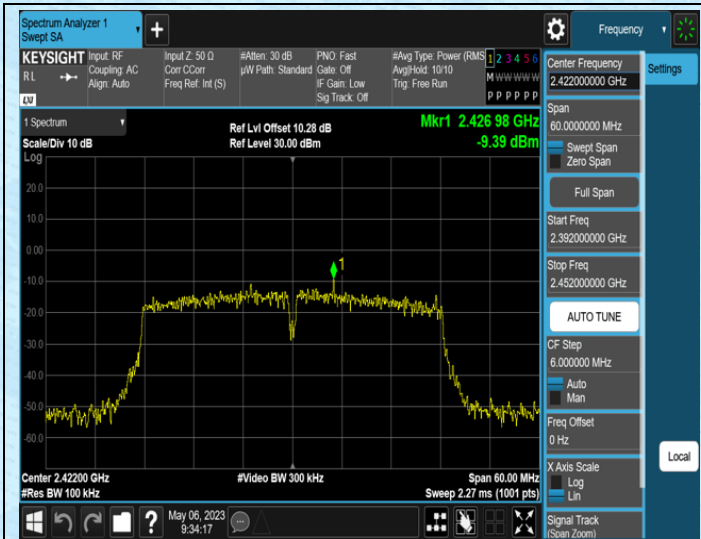 Spectrum Analyzer 1
Swept SA
+
Frequency
KEYSIGHT
RL
LXI
Input: RF
Coupling: AC
Align: Auto
Input Z: 50 Ω
Corr CCorr
Freq Ref: Int (S)
#Atten: 30 dB
µW Path: Standard
PNO: Fast
Gate: Off
IF Gain: Low
Sig Track: Off
#Avg Type: Power (RMS
Avg|Hold: 10/10
Trig: Free Run
1 2 3 4 5 6
M W W W W W
P P P P P P
Center Frequency
2.422000000 GHz
Settings
Span
60.0000000 MHz
Swept Span
Zero Span
Full Span
Start Freq
2.392000000 GHz
Stop Freq
2.452000000 GHz
AUTO TUNE
CF Step
6.000000 MHz
Auto
Man
Freq Offset
0 Hz
X Axis Scale
Log
Lin
Signal Track
(Span Zoom)
Local
1 Spectrum
Scale/Div 10 dB
Log
Ref Lvl Offset 10.28 dB
Ref Level 30.00 dBm
Mkr1 2.426 98 GHz
-9.39 dBm
20.0
10.0
0.00
-10.0
-20.0
-30.0
-40.0
-50.0
-60.0
1
Center 2.42200 GHz
#Res BW 100 kHz
#Video BW 300 kHz
Span 60.00 MHz
Sweep 2.27 ms (1001 pts)
?
May 06, 2023
9:34:17